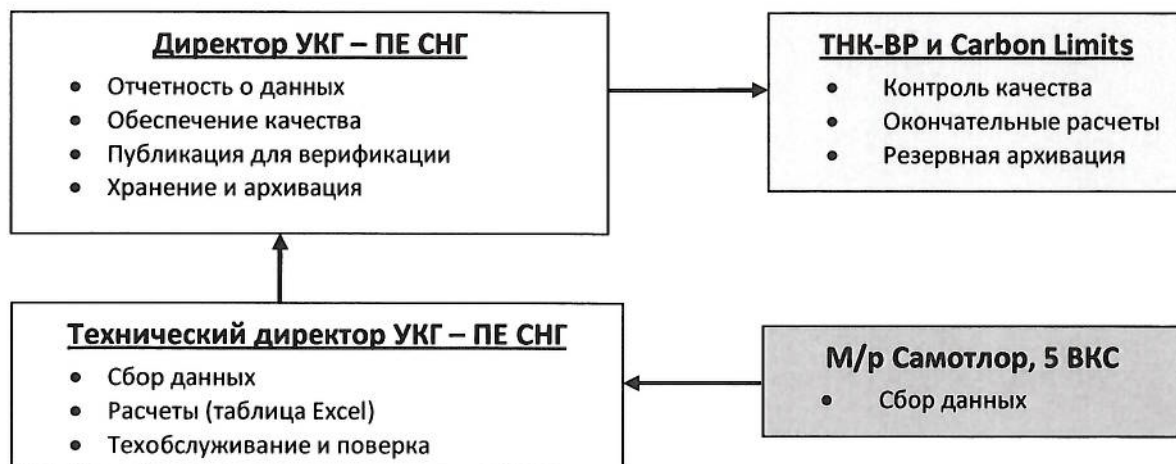 Директор УКГ – ПЕ СНГ
• Отчетность о данных
• Обеспечение качества
• Публикация для верификации
• Хранение и архивация
ТНК-ВР и Carbon Limits
• Контроль качества
• Окончательные расчеты
• Резервная архивация
Технический директор УКГ – ПЕ СНГ
• Сбор данных
• Расчеты (таблица Excel)
• Техобслуживание и поверка
М/р Самотлор, 5 ВКС
• Сбор данных